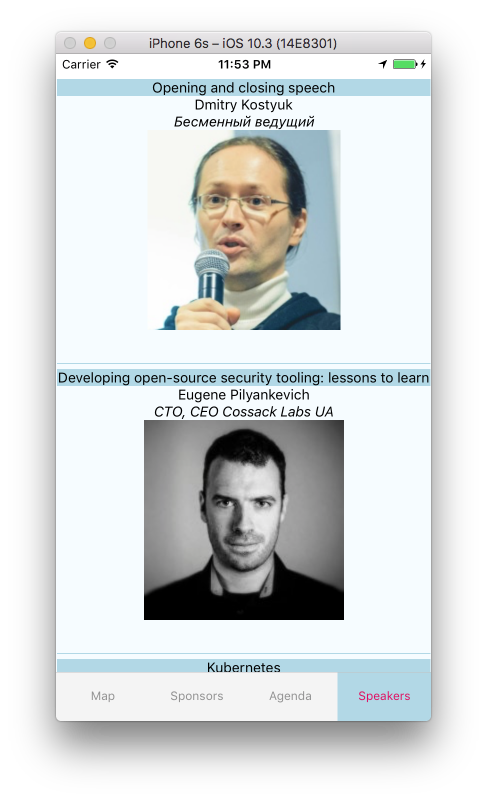 iPhone 6s – iOS 10.3 (14E8301)
Carrier 11:53 PM
Opening and closing speech
Dmitry Kostyuk
Бесменный ведущий
Developing open-source security tooling: lessons to learn
Eugene Pilyankevich
CTO, CEO Cossack Labs UA
Kubernetes
Map Sponsors Agenda Speakers